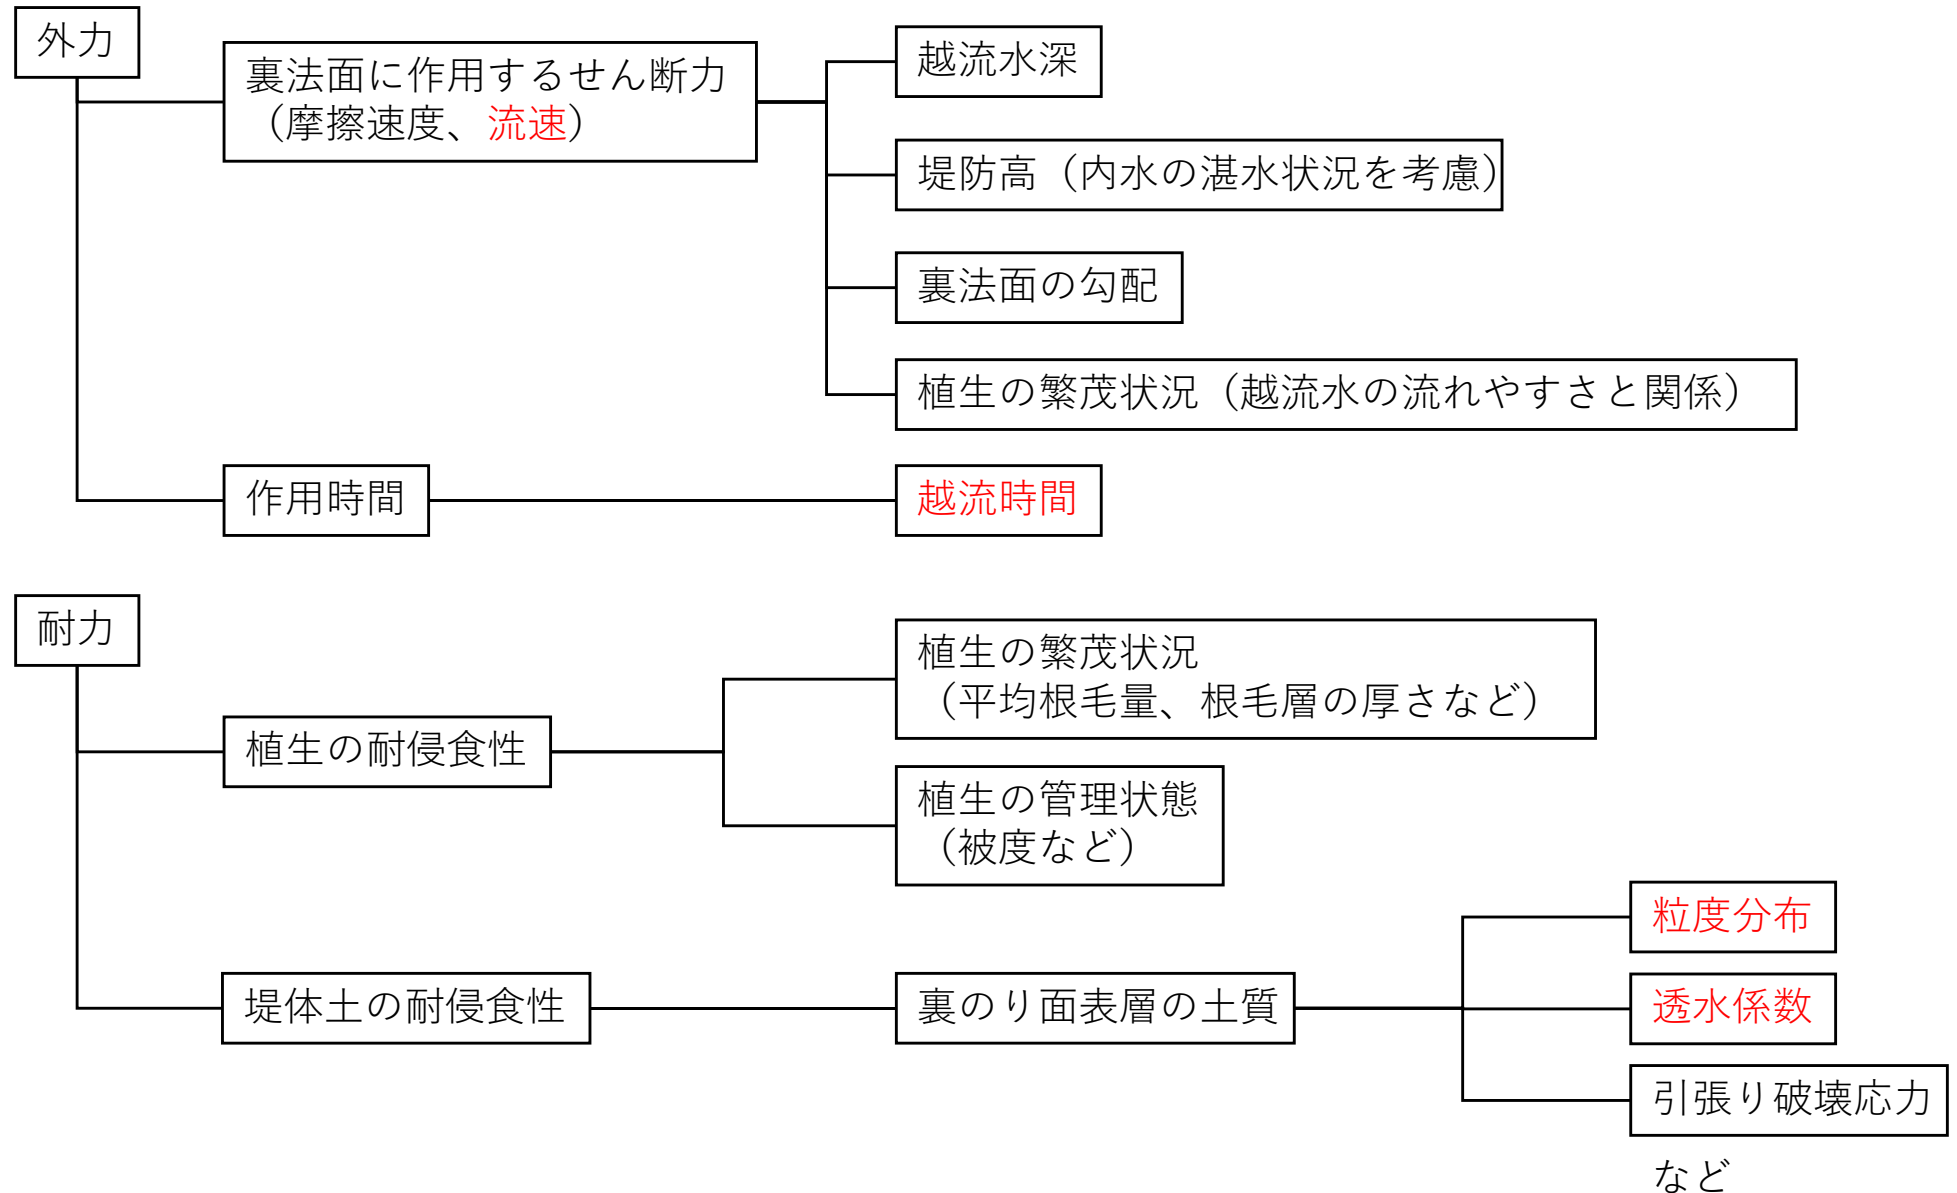 外力
裏法面に作用するせん断力
（摩擦速度、流速）
越流水深
堤防高（内水の湛水状況を考慮）
裏法面の勾配
植生の繁茂状況（越流水の流れやすさと関係）
作用時間
越流時間
耐力
植生の耐侵食性
植生の繁茂状況
（平均根毛量、根毛層の厚さなど）
植生の管理状態
（被度など）
堤体土の耐侵食性
裏のり面表層の土質
粒度分布
透水係数
引張り破壊応力
など